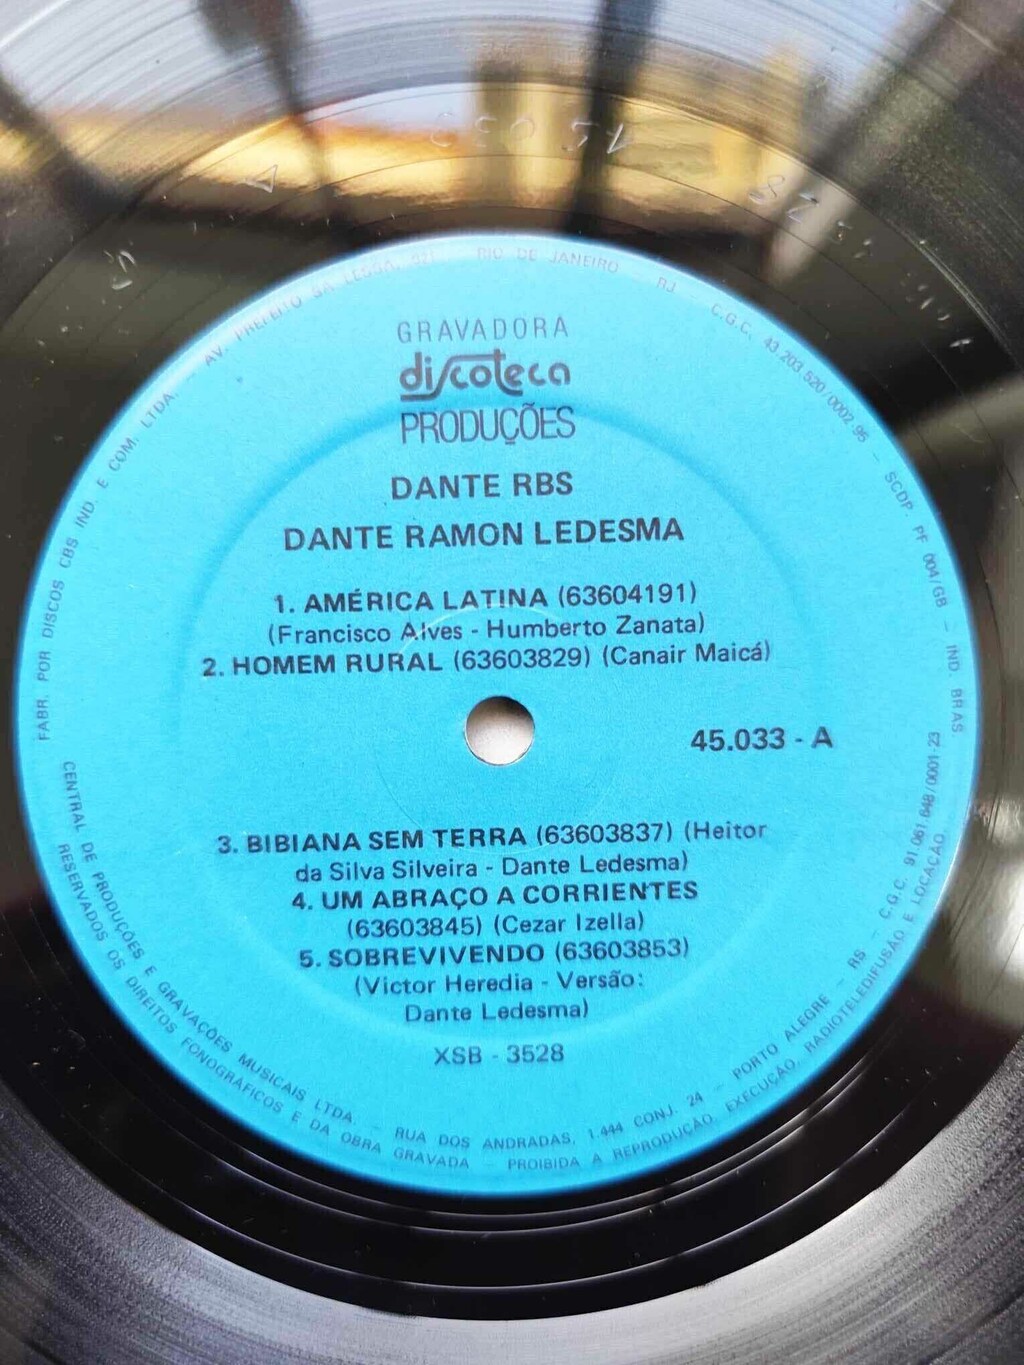 GRAVADORA
discoteca
PRODUÇÕES
DANTE RBS
DANTE RAMON LEDESMA
1. AMÉRICA LATINA (63604191)
(Francisco Alves - Humberto Zanata)
2. HOMEM RURAL (63603829) (Canair Maicá)
45.033 - A
3. BIBIANA SEM TERRA (63603837) (Heitor
da Silva Silveira - Dante Ledesma)
4. UM ABRAÇO A CORRIENTES
(63603845) (Cezar Izella)
5. SOBREVIVENDO (63603853)
(Victor Heredia - Versão:
Dante Ledesma)
XSB - 3528
FABR. POR DISCOS CBS IND. E COM. LTDA. - AV. PREFEITO RIO DE JANEIRO RJ C.G.C. 43 203 520/0002 95 - SCDP. PF 004/GB - IND. BRAS.
CENTRAL DE PRODUÇÕES E GRAVAÇÕES MUSICAIS LTDA. - RUA DOS ANDRADAS, 1.444 CONJ. 24 - PORTO ALEGRE - RS - C.G.C. 91 061 648/0001-23
RESERVADOS OS DIREITOS FONOGRÁFICOS E DA OBRA GRAVADA - PROIBIDA A REPRODUÇÃO, EXECUÇÃO, RADIOTELEDIFUSÃO E LOCAÇÃO.